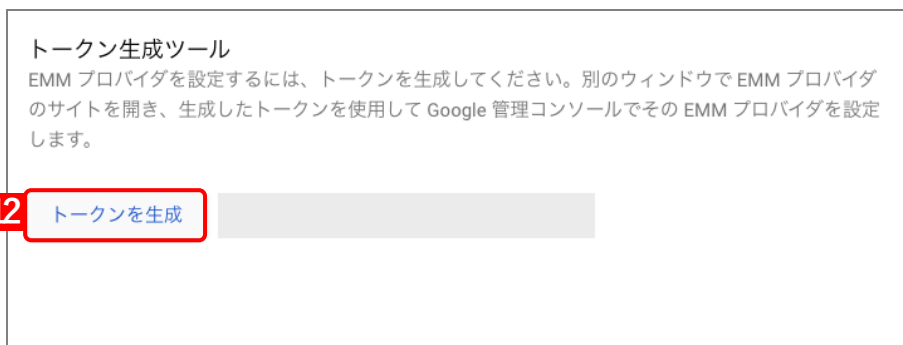 トークン生成ツール
EMM プロバイダを設定するには、トークンを生成してください。別のウィンドウで EMM プロバイダ
のサイトを開き、生成したトークンを使用して Google 管理コンソールでその EMM プロバイダを設定
します。
12 トークンを生成